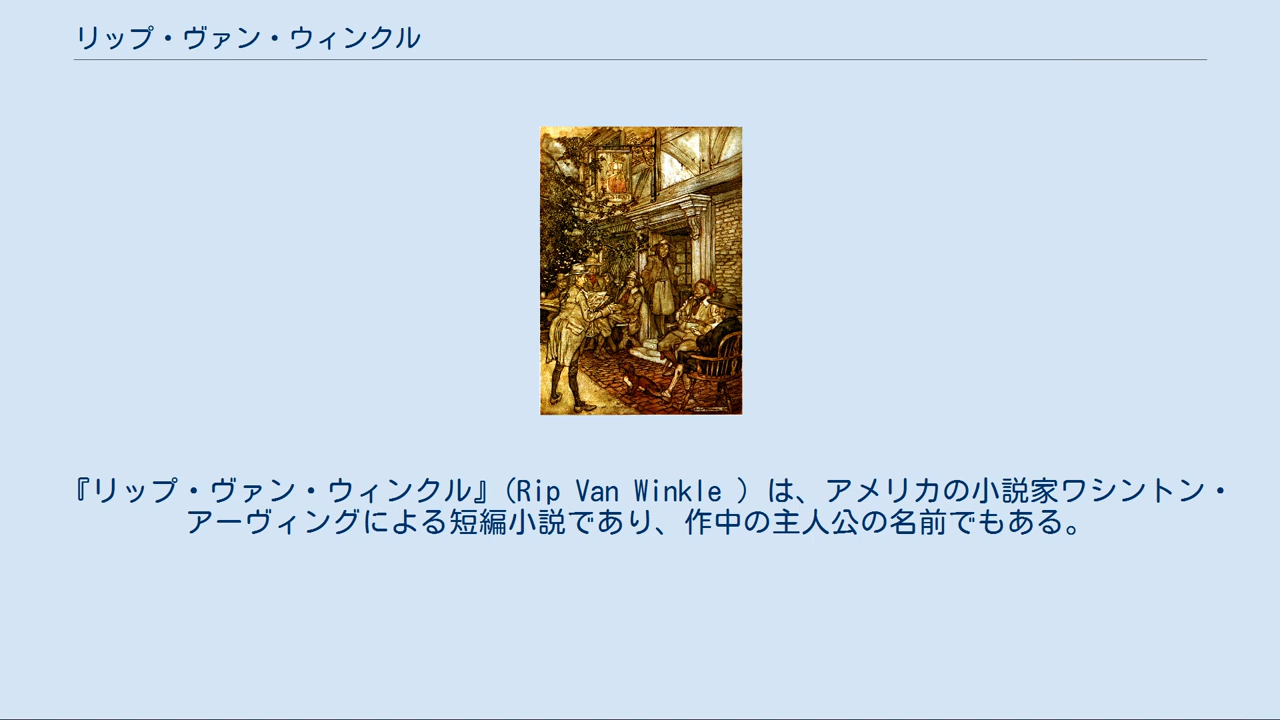 リップ・ヴァン・ウィンクル
『リップ・ヴァン・ウィンクル』(Rip Van Winkle ) は、アメリカの小説家ワシントン・
アーヴィングによる短編小説であり、作中の主人公の名前でもある。